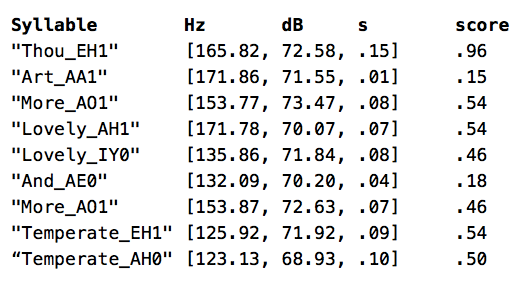 Syllable Hz dB s score
"Thou_EH1" [165.82, 72.58, .15] .96
"Art_AA1" [171.86, 71.55, .01] .15
"More_AO1" [153.77, 73.47, .08] .54
"Lovely_AH1" [171.78, 70.07, .07] .54
"Lovely_IY0" [135.86, 71.84, .08] .46
"And_AE0" [132.09, 70.20, .04] .18
"More_AO1" [153.87, 72.63, .07] .46
"Temperate_EH1" [125.92, 71.92, .09] .54
“Temperate_AH0" [123.13, 68.93, .10] .50